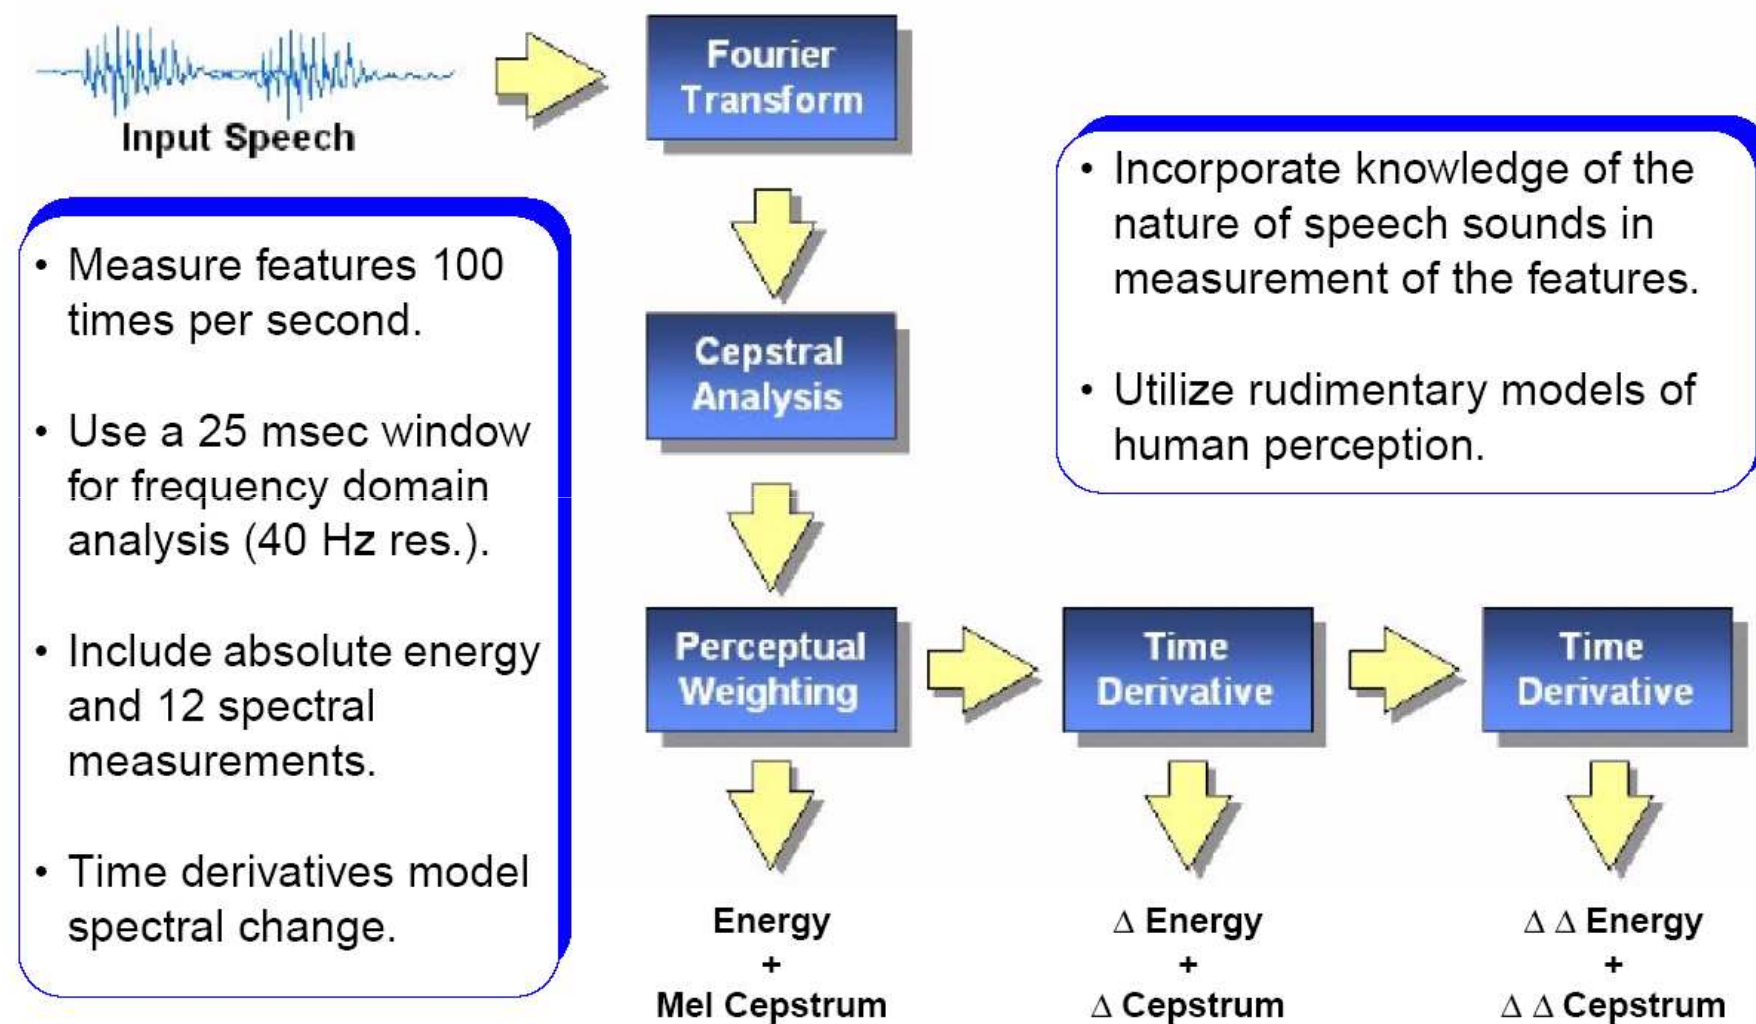 Input Speech
Fourier
Transform
• Measure features 100
times per second.
• Use a 25 msec window
for frequency domain
analysis (40 Hz res.).
• Include absolute energy
and 12 spectral
measurements.
• Time derivatives model
spectral change.
Cepstral
Analysis
• Incorporate knowledge of the
nature of speech sounds in
measurement of the features.
• Utilize rudimentary models of
human perception.
Perceptual
Weighting
Time
Derivative
Time
Derivative
Energy
+
Mel Cepstrum
Δ Energy
+
Δ Cepstrum
Δ Δ Energy
+
Δ Δ Cepstrum